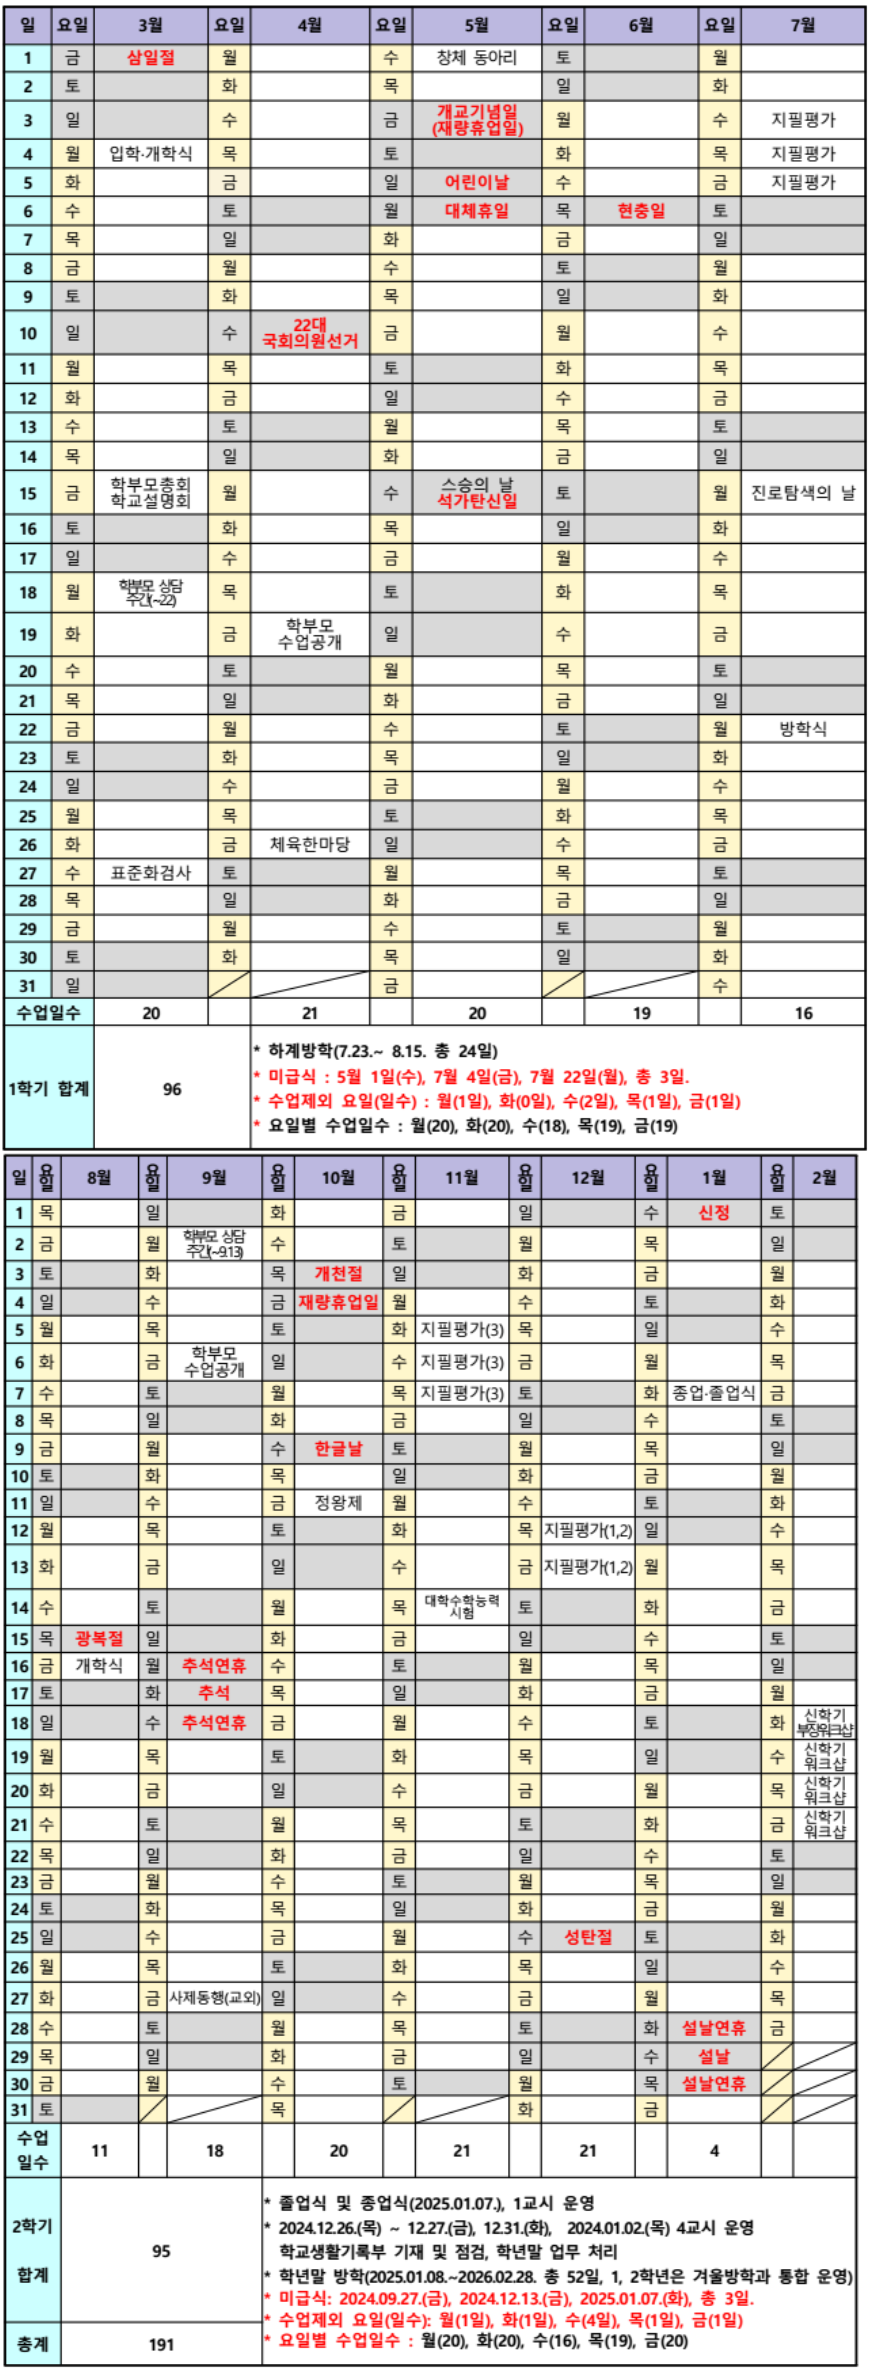 일 요일 3월 요일 4월 요일 5월 요일 6월 요일 7월
1 금 삼일절 월 수 창체 동아리 토 월
2 토 화 목 일 화
3 일 수 금 개교기념일 (재량휴업일) 월 수 지필평가
4 월 입학·개학식 목 토 화 목 지필평가
5 화 금 일 어린이날 수 금 지필평가
6 수 토 월 대체휴일 목 현충일 토
7 목 일 화 금 일
8 금 월 수 토 월
9 토 화 목 일 화
10 일 수 22대 국회의원선거 금 월 수
11 월 목 토 화 목
12 화 금 일 수 금
13 수 토 월 목 토
14 목 일 화 금 일
15 금 학부모총회 학교설명회 월 수 스승의 날 석가탄신일 토 월 진로탐색의 날
16 토 화 목 일 화
17 일 수 금 월 수
18 월 학부모 상담 주간(~22) 목 토 화 목
19 화 금 학부모 수업공개 일 수 금
20 수 토 월 목 토
21 목 일 화 금 일
22 금 월 수 토 월 방학식
23 토 화 목 일 화
24 일 수 금 월 수
25 월 목 토 화 목
26 화 금 체육한마당 일 수 금
27 수 표준화검사 토 월 목 토
28 목 일 화 금 일
29 금 월 수 토 월
30 토 화 목 일 화
31 일 금 수
수업일수 20 21 20 19 16
1학기 합계 96
* 하계방학(7.23.~ 8.15. 총 24일)
* 미급식 : 5월 1일(수), 7월 4일(금), 7월 22일(월), 총 3일.
* 수업제외 요일(일수) : 월(1일), 화(0일), 수(2일), 목(1일), 금(1일)
* 요일별 수업일수 : 월(20), 화(20), 수(18), 목(19), 금(19)
일 요일 8월 요일 9월 요일 10월 요일 11월 요일 12월 요일 1월 요일 2월
1 목 일 화 금 일 수 신정 토
2 금 월 학부모 상담 주간(~9.13) 수 토 월 목 일
3 토 화 목 개천절 일 화 금 월
4 일 수 금 재량휴업일 월 수 토 화
5 월 목 토 화 지필평가(3) 목 일 수
6 화 금 학부모 수업공개 일 수 지필평가(3) 금 월 목
7 수 토 월 목 지필평가(3) 토 화 종업·졸업식 금
8 목 일 화 금 일 수 토
9 금 월 수 한글날 토 월 목 일
10 토 화 목 일 화 금 월
11 일 수 금 정왕제 월 수 토 화
12 월 목 토 화 목 지필평가(1,2) 일 수
13 화 금 일 수 금 지필평가(1,2) 월 목
14 수 토 월 목 대학수학능력 시험 토 화 금
15 목 광복절 일 화 금 일 수 토
16 금 개학식 월 추석연휴 수 토 월 목 일
17 토 화 추석 목 일 화 금 월
18 일 수 추석연휴 금 월 수 토 화 신학기 부장워크샵
19 월 목 토 화 목 일 수 신학기 워크샵
20 화 금 일 수 금 월 목 신학기 워크샵
21 수 토 월 목 토 화 금 신학기 워크샵
22 목 일 화 금 일 수 토
23 금 월 수 토 월 목 일
24 토 화 목 일 화 금 월
25 일 수 금 월 수 성탄절 토 화
26 월 목 토 화 목 일 수
27 화 금 사제동행(교외) 일 수 금 월 목
28 수 토 월 목 토 화 설날연휴 금
29 목 일 화 금 일 수 설날
30 금 월 수 토 월 목 설날연휴
31 토 목 화 금
수업 일수 11 18 20 21 21 4
2학기 합계 95
* 졸업식 및 종업식(2025.01.07.), 1교시 운영
* 2024.12.26.(목) ~ 12.27.(금), 12.31.(화), 2024.01.02.(목) 4교시 운영
학교생활기록부 기재 및 점검, 학년말 업무 처리
* 학년말 방학(2025.01.08.~2026.02.28. 총 52일, 1, 2학년은 겨울방학과 통합 운영)
* 미급식: 2024.09.27.(금), 2024.12.13.(금), 2025.01.07.(화), 총 3일.
* 수업제외 요일(일수): 월(1일), 화(1일), 수(4일), 목(1일), 금(1일)
* 요일별 수업일수 : 월(20), 화(20), 수(16), 목(19), 금(20)
총계 191